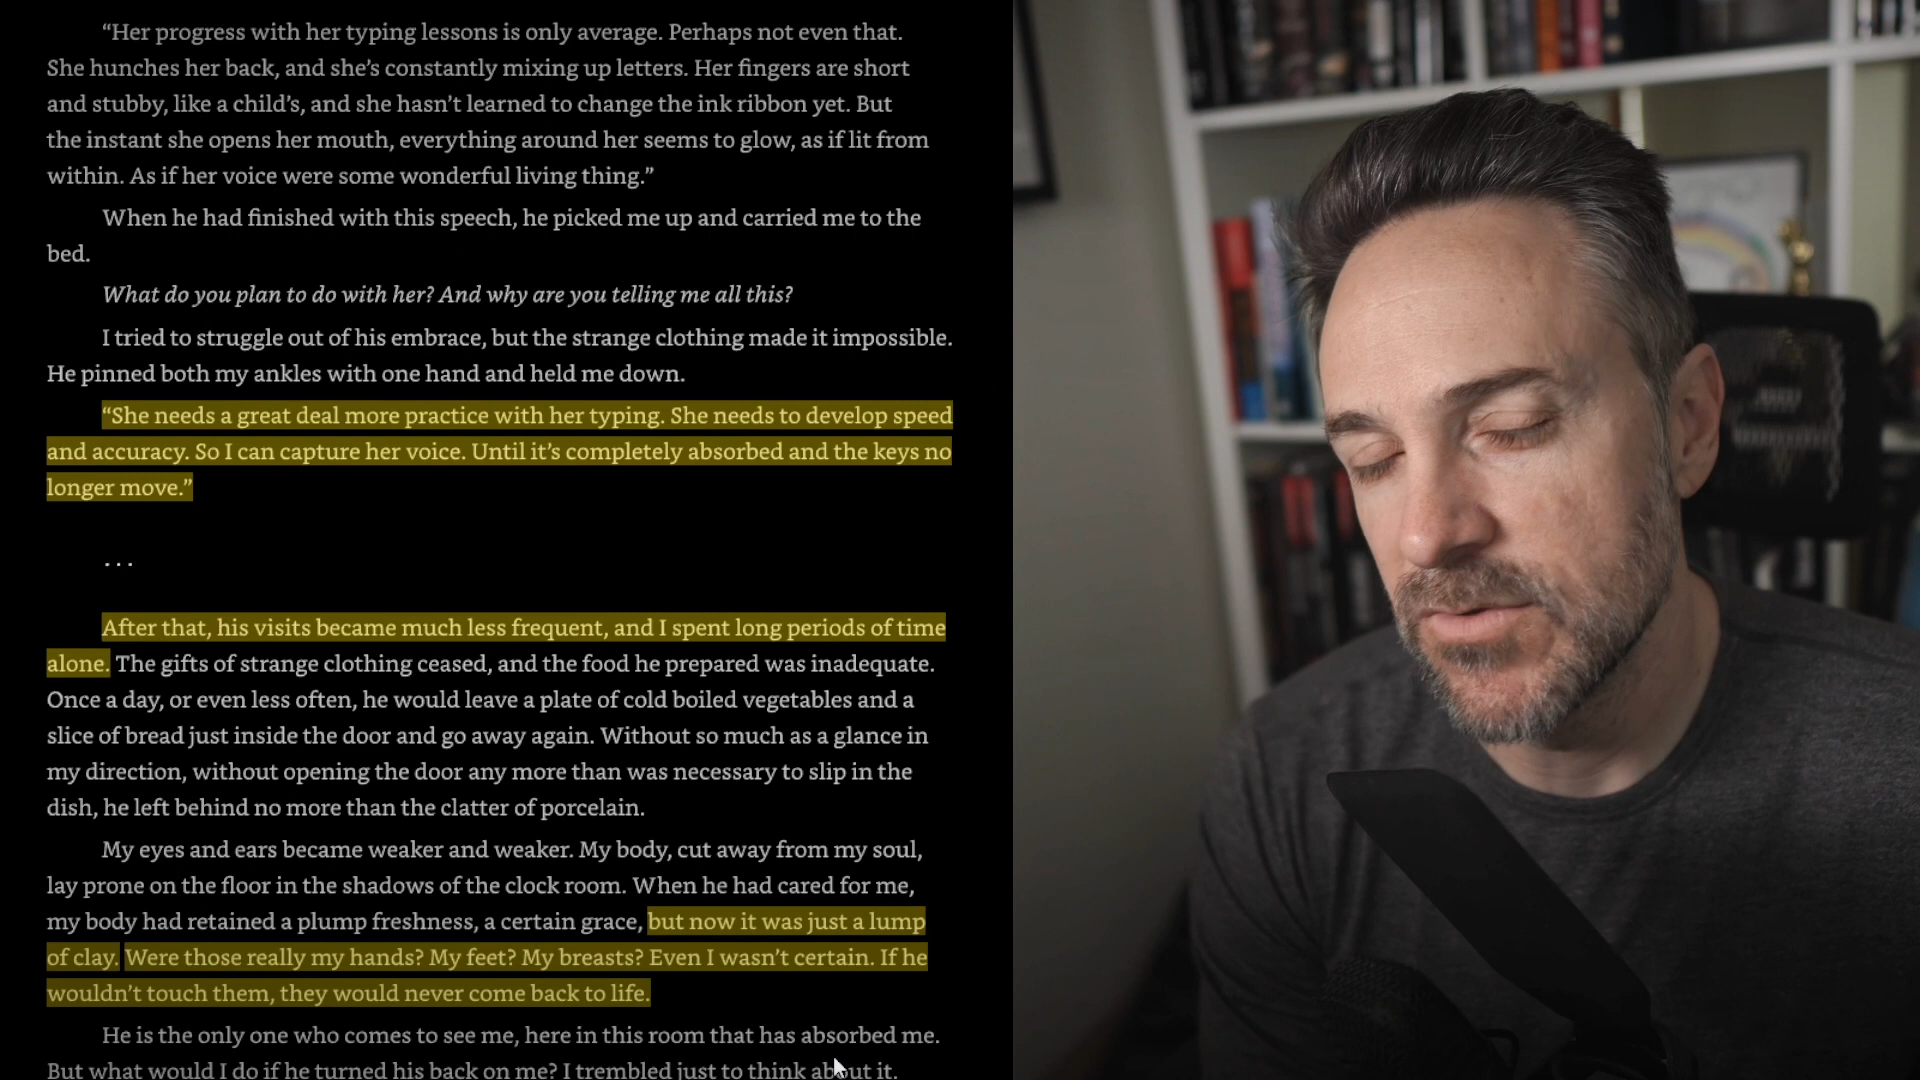 “Her progress with her typing lessons is only average. Perhaps not even that.
She hunches her back, and she’s constantly mixing up letters. Her fingers are short
and stubby, like a child’s, and she hasn’t learned to change the ink ribbon yet. But
the instant she opens her mouth, everything around her seems to glow, as if lit from
within. As if her voice were some wonderful living thing.”
When he had finished with this speech, he picked me up and carried me to the
bed.
What do you plan to do with her? And why are you telling me all this?
I tried to struggle out of his embrace, but the strange clothing made it impossible.
He pinned both my ankles with one hand and held me down.
“She needs a great deal more practice with her typing. She needs to develop speed
and accuracy. So I can capture her voice. Until it’s completely absorbed and the keys no
longer move.”
. . .
After that, his visits became much less frequent, and I spent long periods of time
alone. The gifts of strange clothing ceased, and the food he prepared was inadequate.
Once a day, or even less often, he would leave a plate of cold boiled vegetables and a
slice of bread just inside the door and go away again. Without so much as a glance in
my direction, without opening the door any more than was necessary to slip in the
dish, he left behind no more than the clatter of porcelain.
My eyes and ears became weaker and weaker. My body, cut away from my soul,
lay prone on the floor in the shadows of the clock room. When he had cared for me,
my body had retained a plump freshness, a certain grace, but now it was just a lump
of clay. Were those really my hands? My feet? My breasts? Even I wasn’t certain. If he
wouldn’t touch them, they would never come back to life.
He is the only one who comes to see me, here in this room that has absorbed me.
But what would I do if he turned his back on me? I trembled just to think about it.